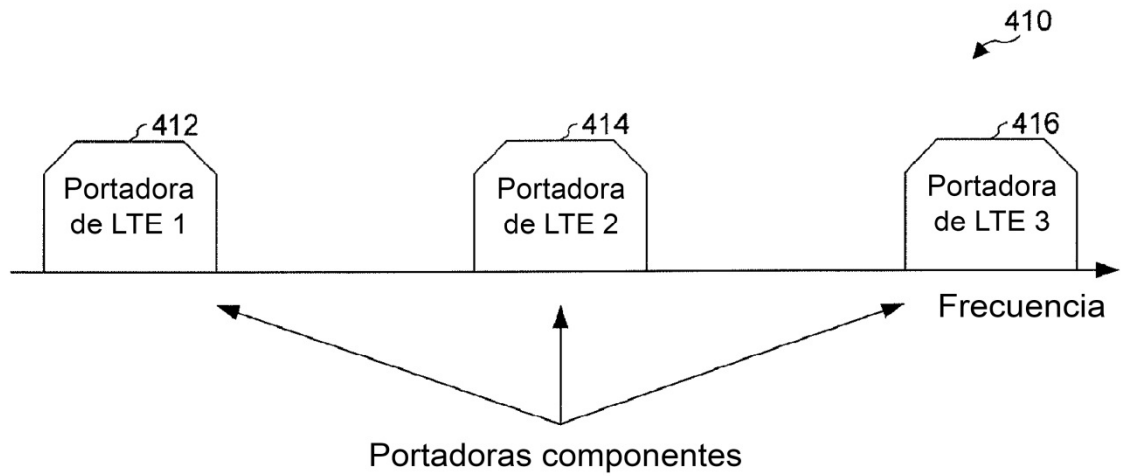 410
412
414
416
Portadora
de LTE 1
Portadora
de LTE 2
Portadora
de LTE 3
Frecuencia
Portadoras componentes